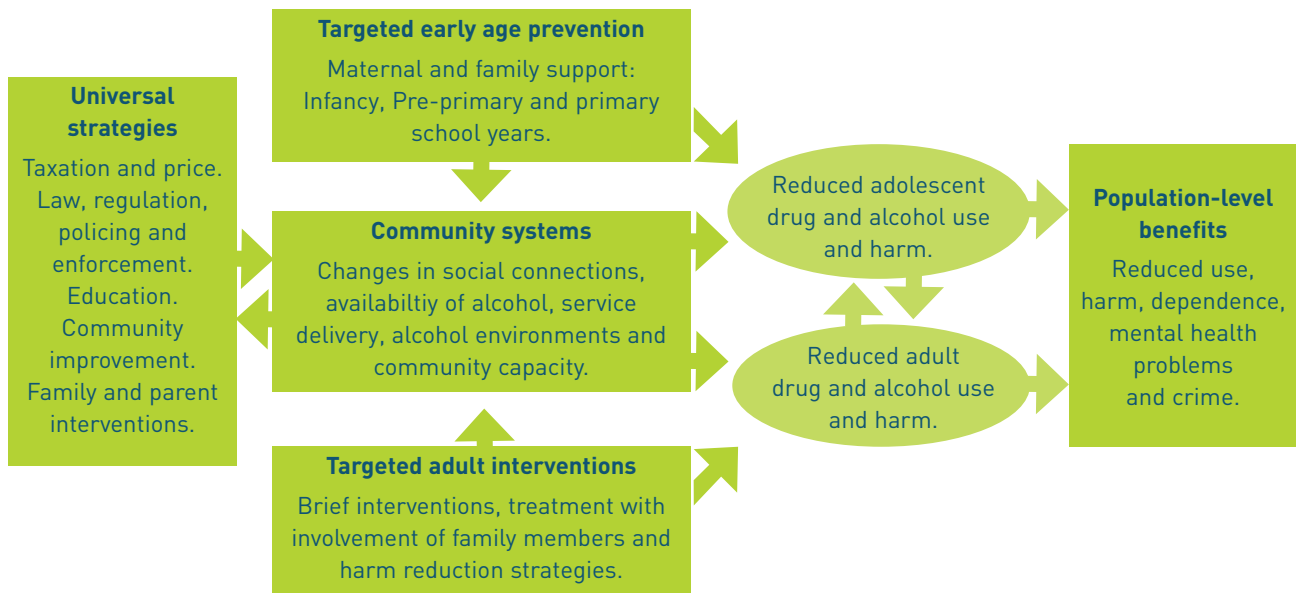 Universal
strategies
Taxation and price.
Law, regulation,
policing and
enforcement.
Education.
Community
improvement.
Family and parent
interventions.
Targeted early age prevention
Maternal and family support:
Infancy, Pre-primary and primary
school years.
Community systems
Changes in social connections,
availabiltiy of alcohol, service
delivery, alcohol environments and
community capacity.
Targeted adult interventions
Brief interventions, treatment with
involvement of family members and
harm reduction strategies.
Reduced adolescent
drug and alcohol use
and harm.
Reduced adult
drug and alcohol use
and harm.
Population-level
benefits
Reduced use,
harm, dependence,
mental health
problems
and crime.